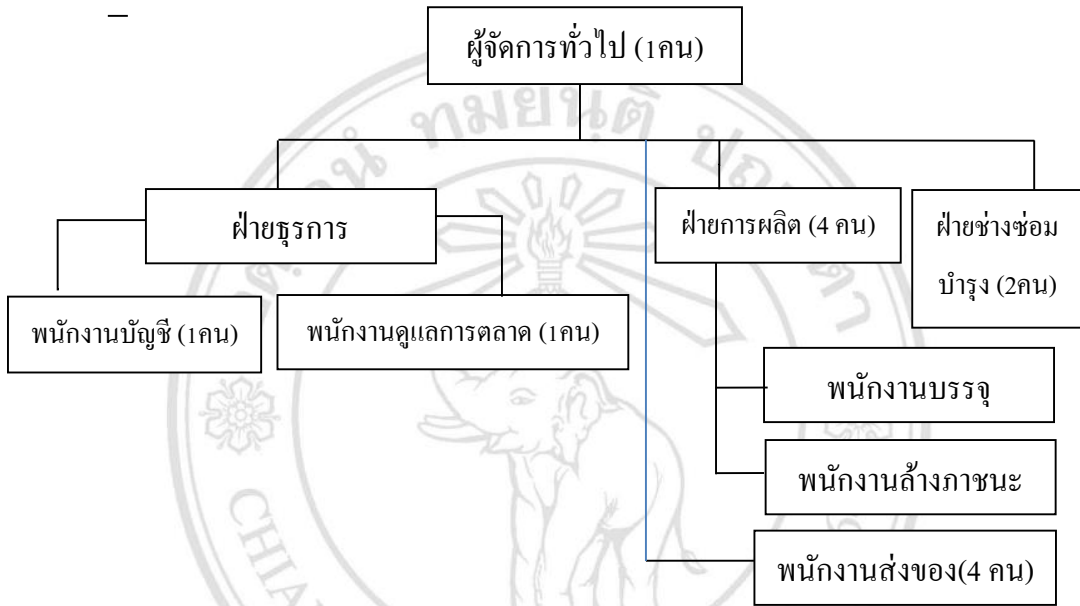 ผู้จัดการทั่วไป (1คน)
ฝ่ายธุรการ
ฝ่ายการผลิต (4 คน)
ฝ่ายช่างซ่อม
บำรุง (2คน)
พนักงานบัญชี (1คน)
พนักงานดูแลการตลาด (1คน)
พนักงานบรรจุ
พนักงานล้างภาชนะ
พนักงานส่งของ(4 คน)